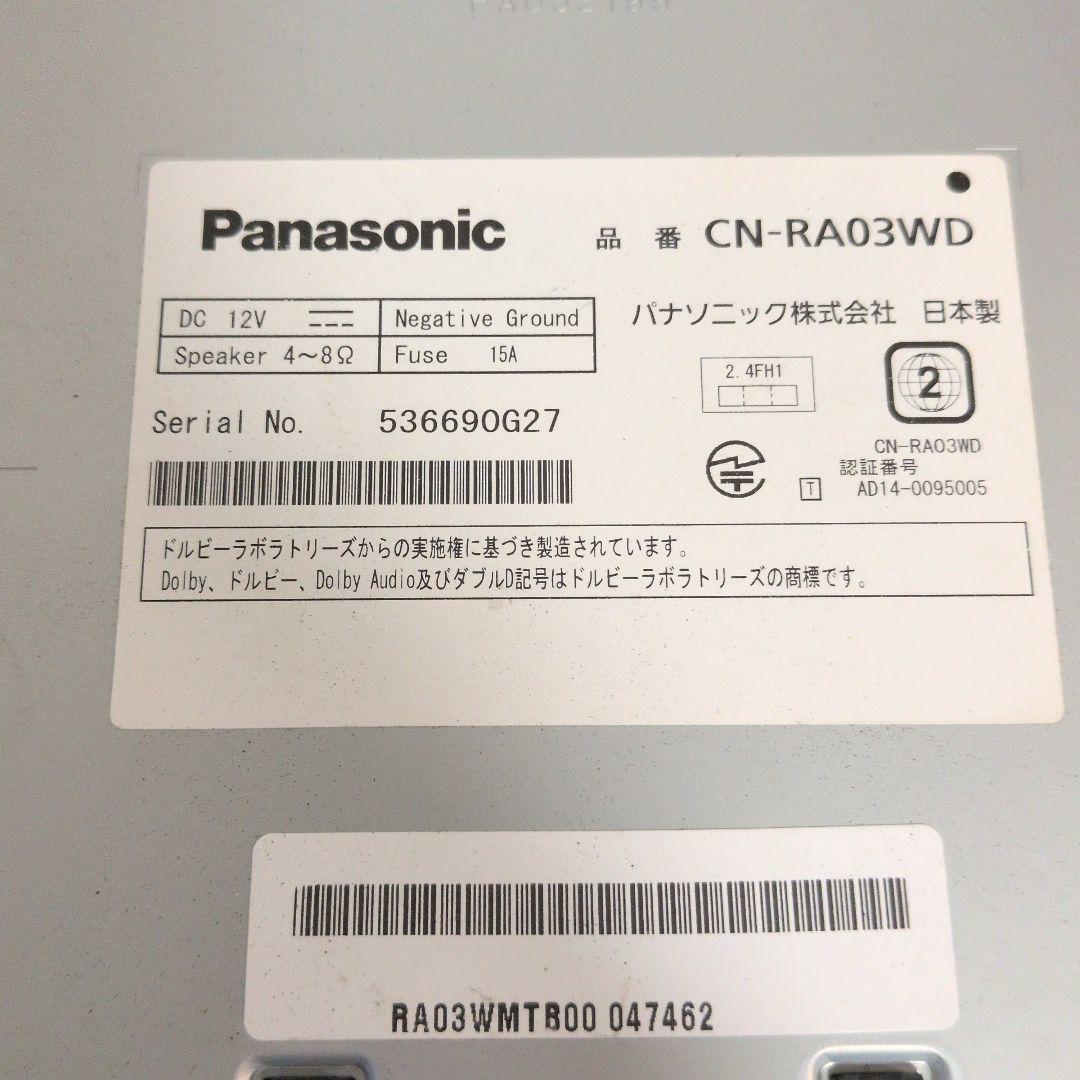 Panasonic 品番 CN-RA03WD
DC 12V Negative Ground
Speaker 4～8Ω Fuse 15A
パナソニック株式会社 日本製
2.4FH1
2
Serial No. 536690G27
CN-RA03WD
認証番号
T AD14-0095005
ドルビーラボラトリーズからの実施権に基づき製造されています。
Dolby、ドルビー、Dolby Audio及びダブルD記号はドルビーラボラトリーズの商標です。
RA03WMTB00 047462